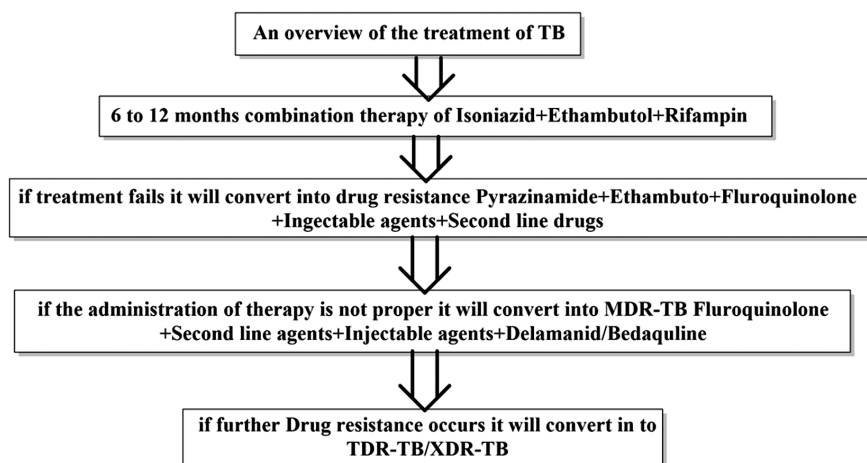 An overview of the treatment of TB
6 to 12 months combination therapy of Isoniazid+Ethambutol+Rifampin
if treatment fails it will convert into drug resistance Pyrazinamide+Ethambuto+Fluroquinolone
+Ingectable agents+Second line drugs
if the administration of therapy is not proper it will convert into MDR-TB Fluroquinolone
+Second line agents+Injectable agents+Delamanid/Bedaquline
if further Drug resistance occurs it will convert in to
TDR-TB/XDR-TB